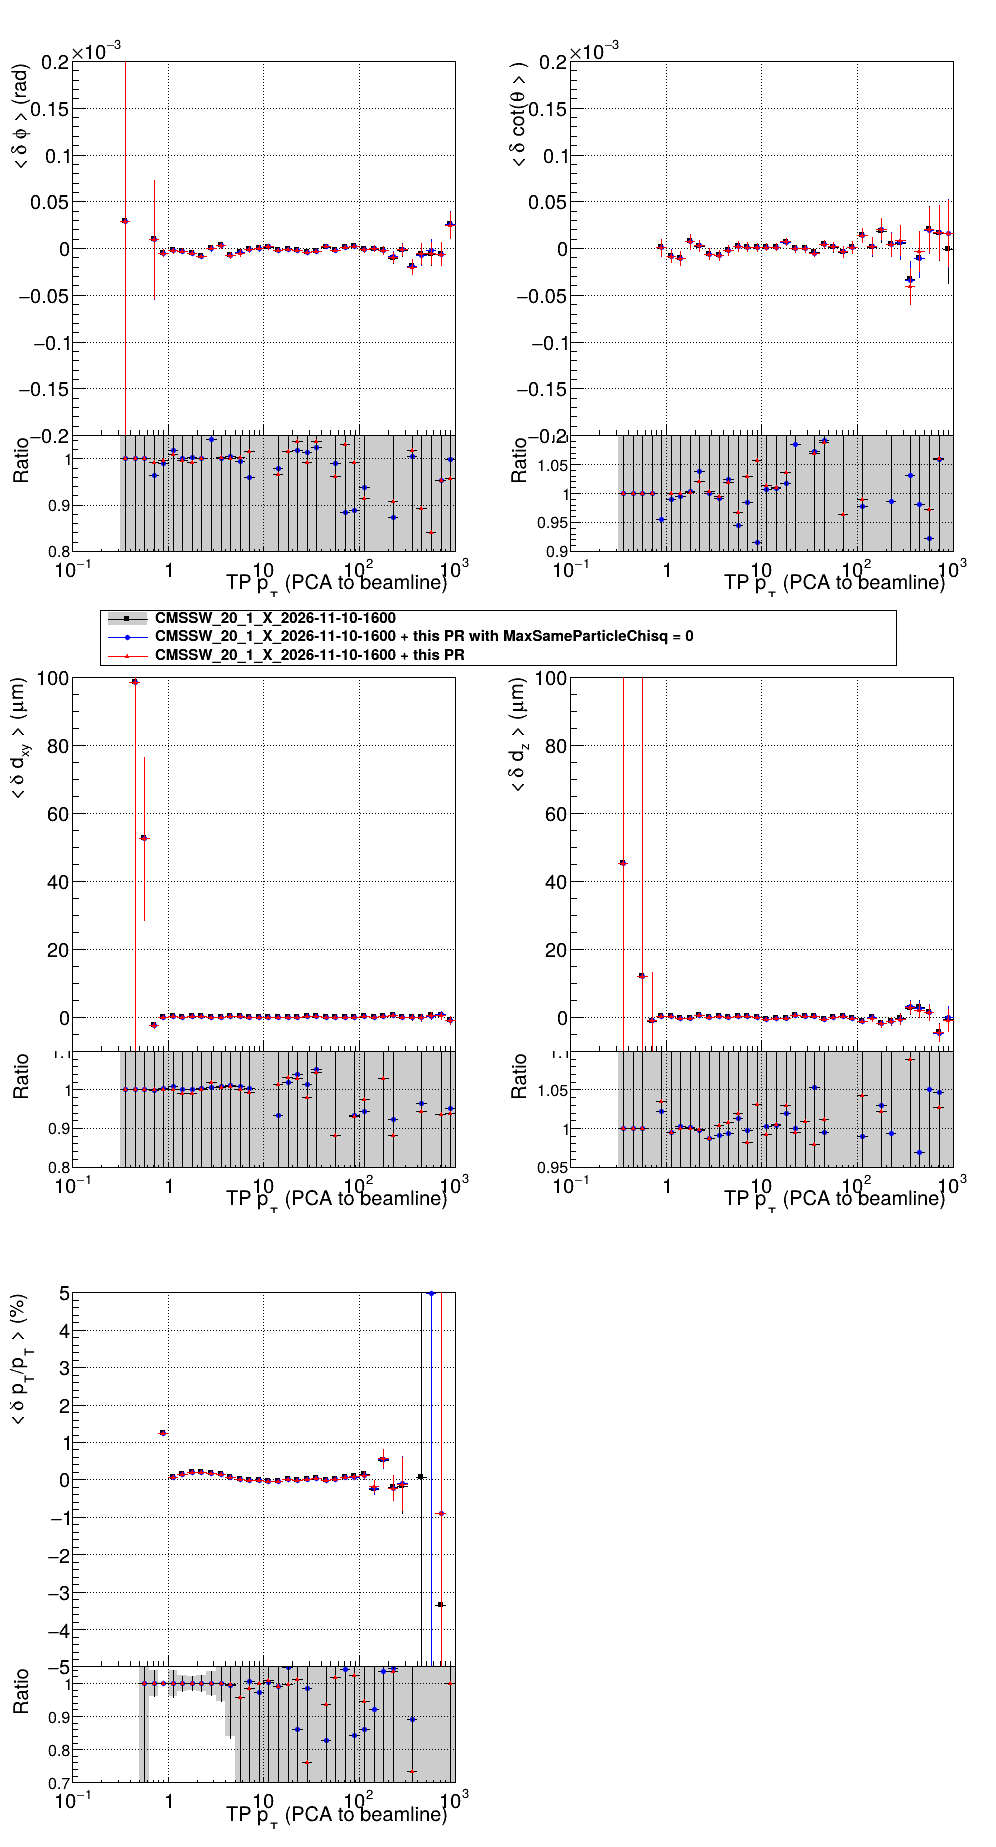 ×10⁻³
0.2
0.15
0.1
0.05
0
−0.05
−0.1
−0.15
−0.2
< δ φ > (rad)
Ratio
1
0.9
0.8
10⁻¹ 1 10 10² 10³
TP p_T (PCA to beamline)
×10⁻³
0.2
0.15
0.1
0.05
0
−0.05
−0.1
−0.15
−0.2
< δ cot(θ > )
Ratio
1.05
1
0.95
0.9
10⁻¹ 1 10 10² 10³
TP p_T (PCA to beamline)
CMSSW_20_1_X_2026-11-10-1600
CMSSW_20_1_X_2026-11-10-1600 + this PR with MaxSameParticleChisq = 0
CMSSW_20_1_X_2026-11-10-1600 + this PR
100
80
60
40
20
0
< δ d_xy > (μm)
Ratio
1.1
1
0.9
0.8
10⁻¹ 1 10 10² 10³
TP p_T (PCA to beamline)
100
80
60
40
20
0
< δ d_z > (μm)
Ratio
1.1
1.05
1
0.95
10⁻¹ 1 10 10² 10³
TP p_T (PCA to beamline)
5
4
3
2
1
0
−1
−2
−3
−4
−5
< δ p_T/p_T > (%)
Ratio
1
0.9
0.8
0.7
10⁻¹ 1 10 10² 10³
TP p_T (PCA to beamline)